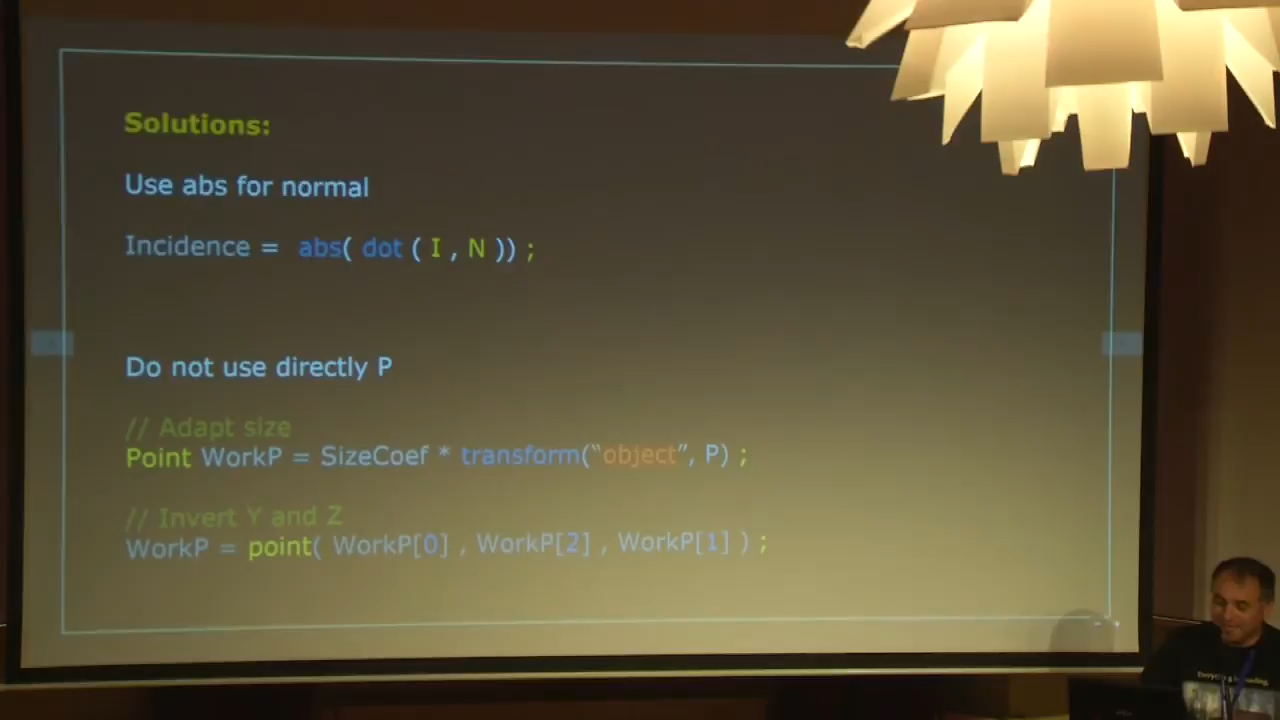 Solutions:
Use abs for normal
Incidence = abs( dot ( I , N )) ;
Do not use directly P
// Adapt size
Point WorkP = SizeCoef * transform(“object”, P) ;
// Invert Y and Z
WorkP = point( WorkP[0] , WorkP[2] , WorkP[1] ) ;